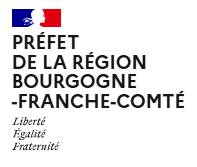 PRÉFET
DE LA RÉGION
BOURGOGNE
-FRANCHE-COMTÉ
Liberté
Égalité
Fraternité